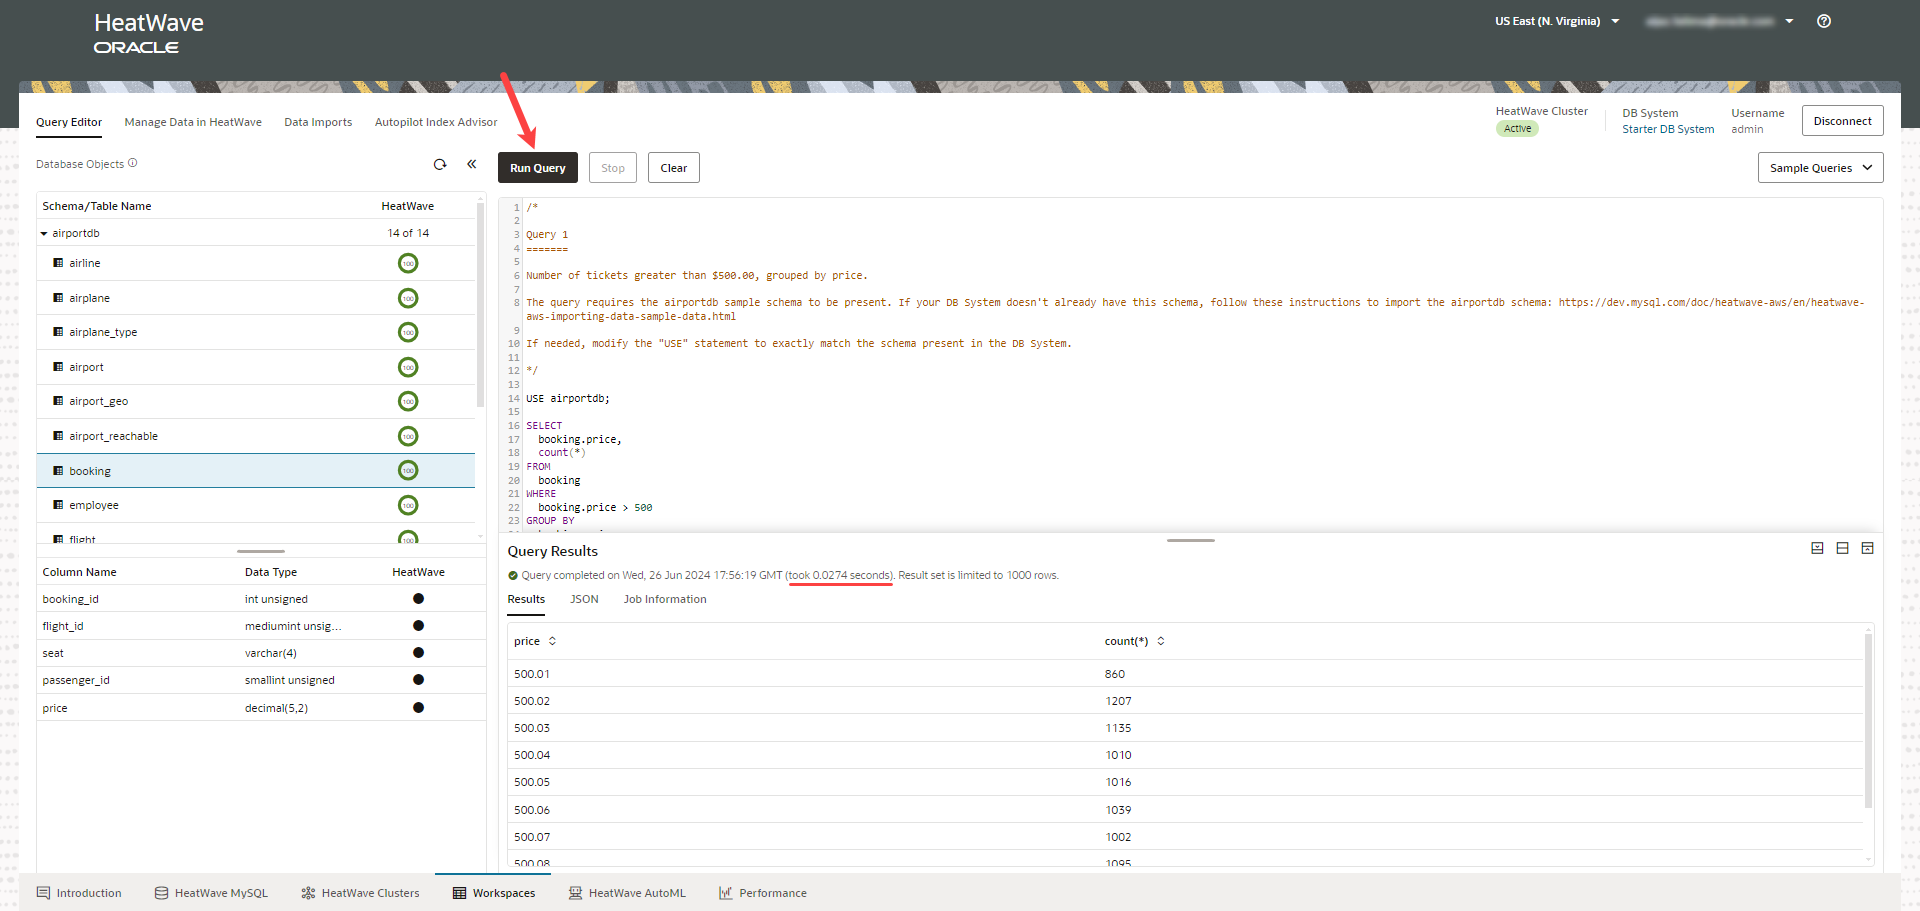 HeatWave
ORACLE
US East (N. Virginia)
Query Editor
Manage Data in HeatWave
Data Imports
Autopilot Index Advisor
HeatWave Cluster
Active
DB System
Starter DB System
Username
admin
Disconnect
Database Objects
Run Query
Stop
Clear
Sample Queries
Schema/Table Name HeatWave
airportdb 14 of 14
airline 100
airplane 100
airplane_type 100
airport 100
airport_geo 100
airport_reachable 100
booking 100
employee 100
flight 100
Column Name Data Type HeatWave
booking_id int unsigned
flight_id mediumint unsig...
seat varchar(4)
passenger_id smallint unsigned
price decimal(5,2)
1 /*
2
3 Query 1
4 =======
5
6 Number of tickets greater than $500.00, grouped by price.
7
8 The query requires the airportdb sample schema to be present. If your DB System doesn't already have this schema, follow these instructions to import the airportdb schema: https://dev.mysql.com/doc/heatwave-
aws-importing-data-sample-data.html
9
10 If needed, modify the "USE" statement to exactly match the schema present in the DB System.
11
12 */
13
14 USE airportdb;
15
16 SELECT
17 booking.price,
18 count(*)
19 FROM
20 booking
21 WHERE
22 booking.price > 500
23 GROUP BY
Query Results
Query completed on Wed, 26 Jun 2024 17:56:19 GMT (took 0.0274 seconds). Result set is limited to 1000 rows.
Results JSON Job Information
price count(*)
500.01 860
500.02 1207
500.03 1135
500.04 1010
500.05 1016
500.06 1039
500.07 1002
500.08 1095
Introduction
HeatWave MySQL
HeatWave Clusters
Workspaces
HeatWave AutoML
Performance